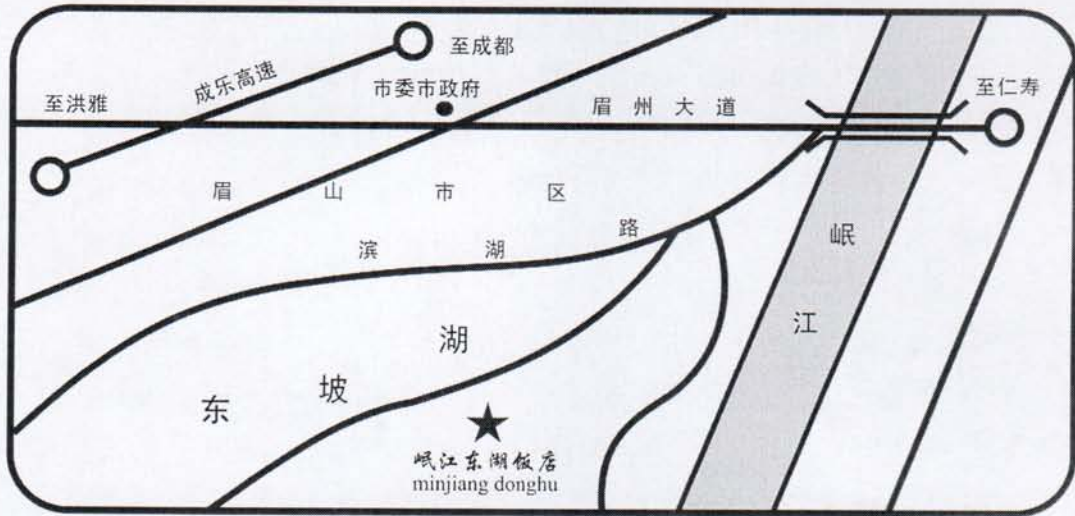 至成都
成乐高速
市委市政府
至洪雅
眉州大道
至仁寿
眉山市区
滨湖路
岷江
东坡湖
岷江东湖饭店
minjiang donghu